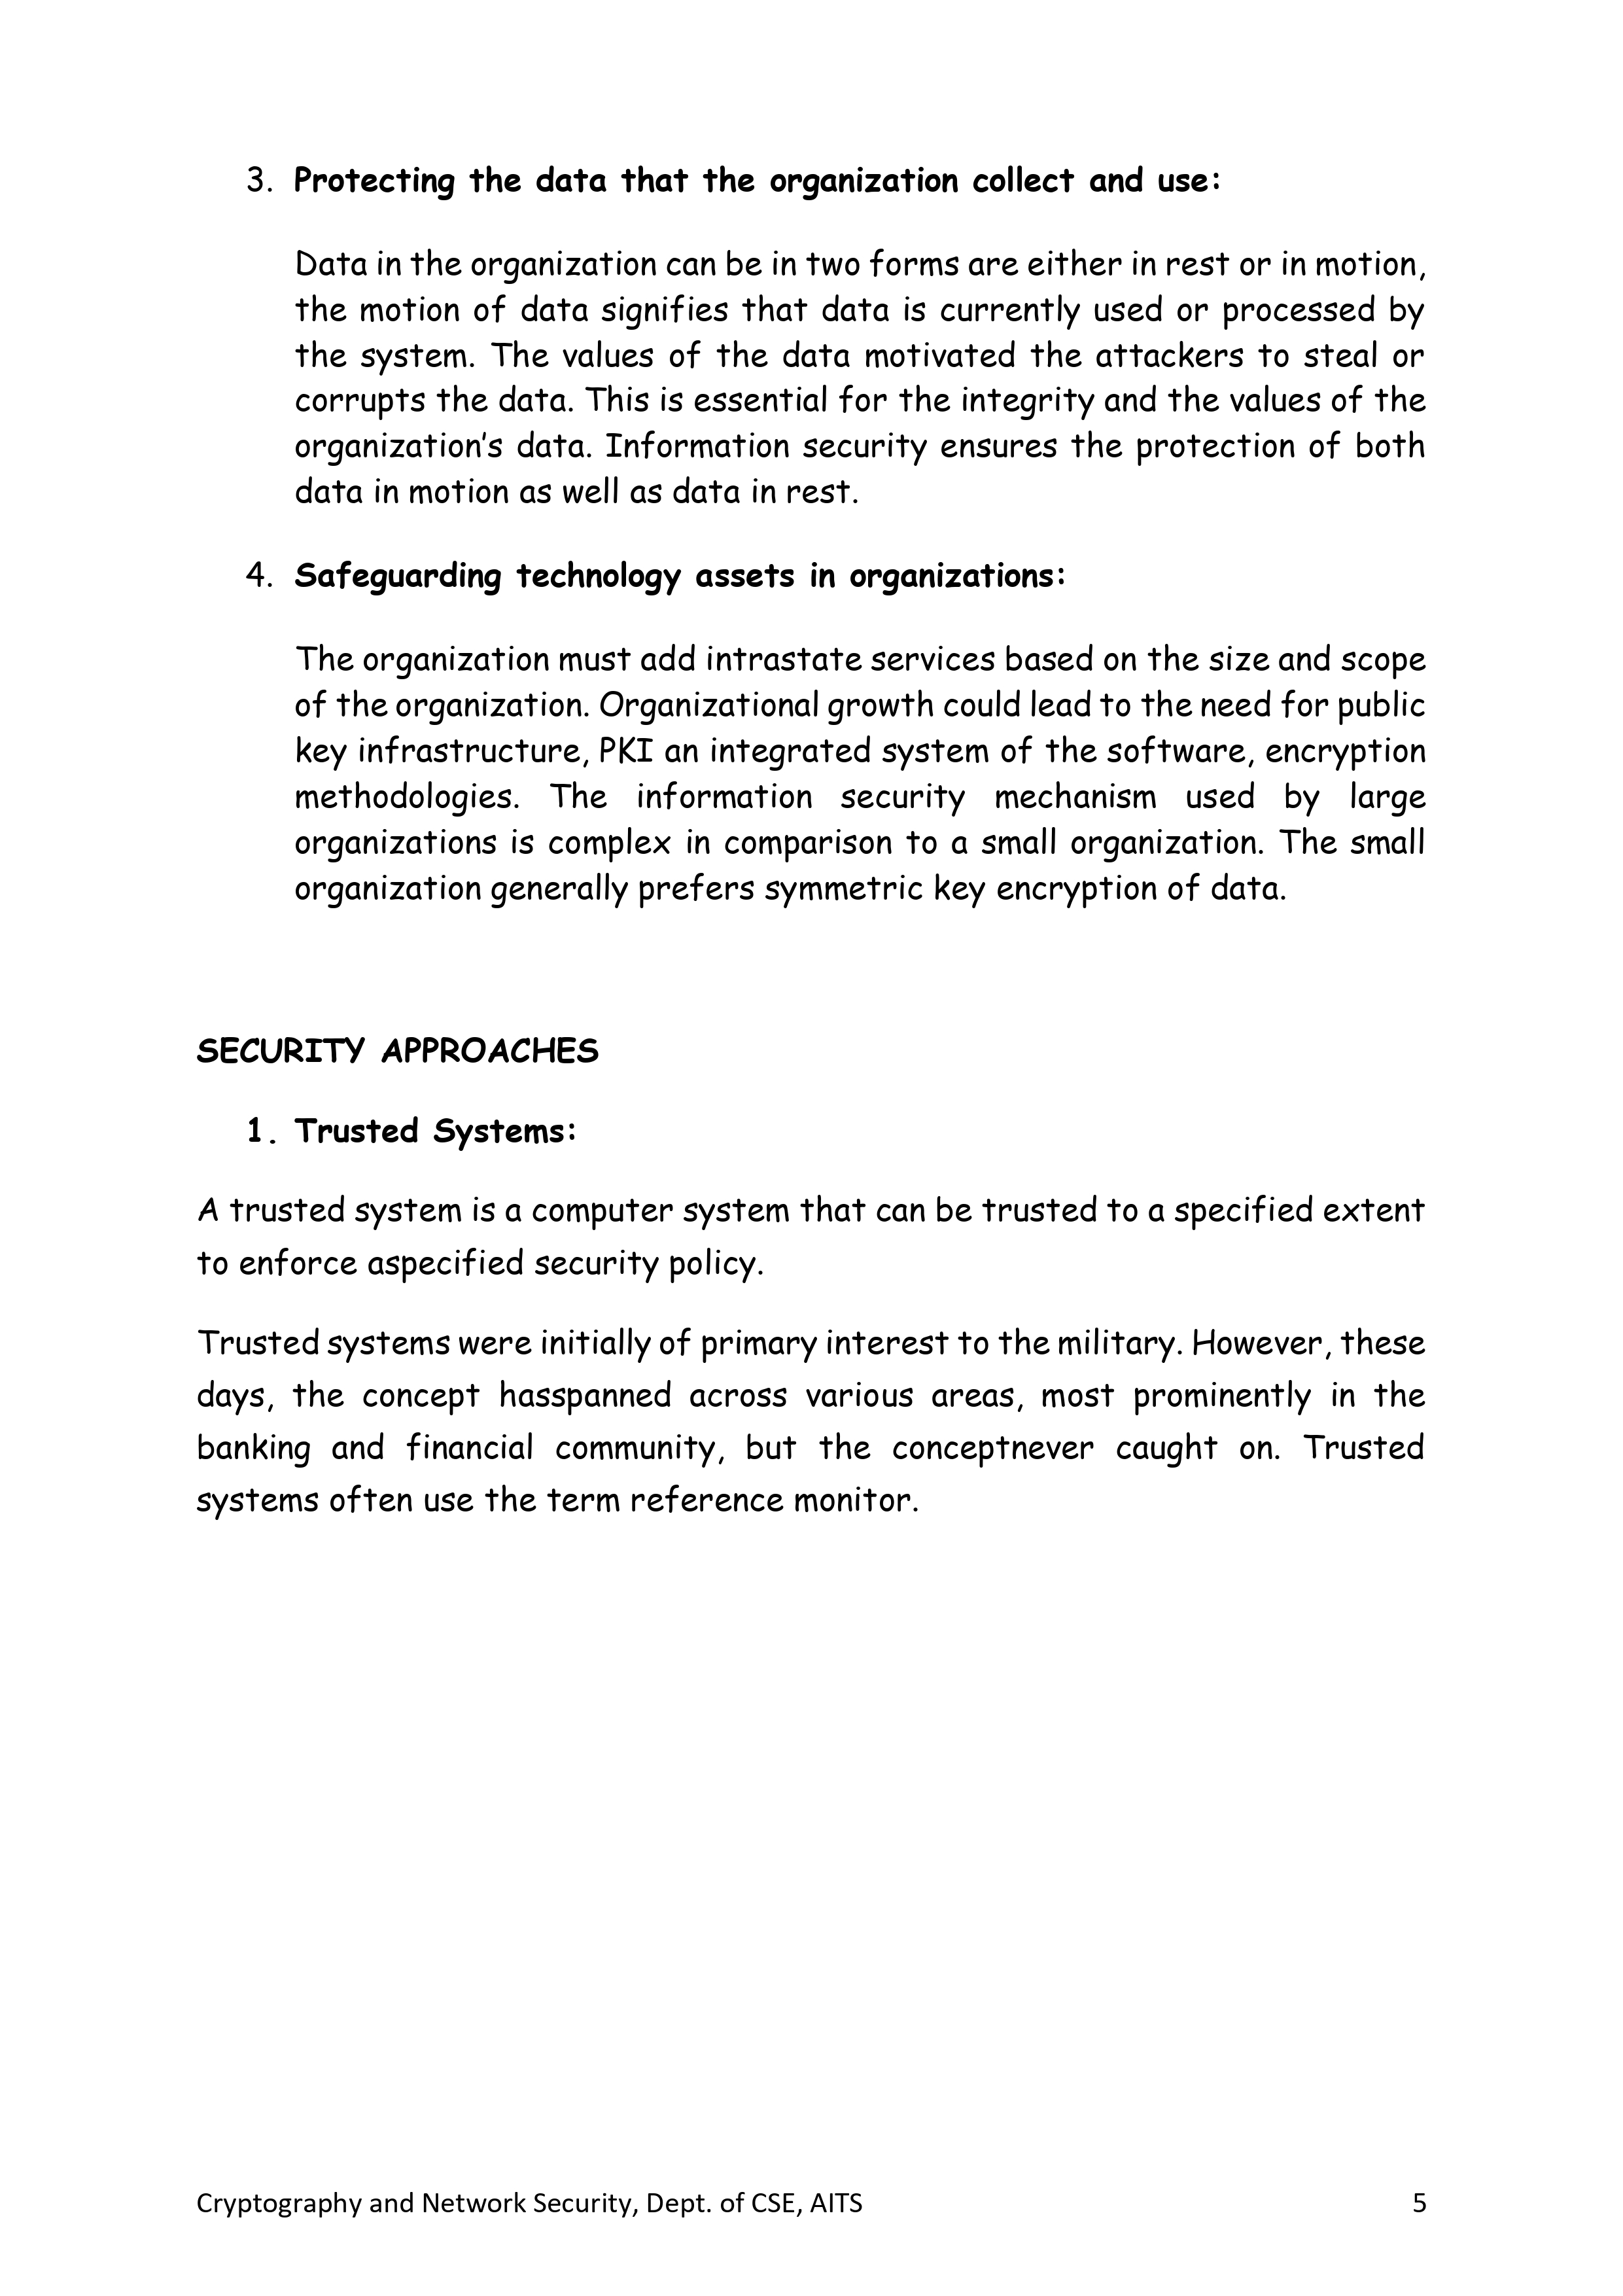 3. Protecting the data that the organization collect and use:
Data in the organization can be in two forms are either in rest or in motion,
the motion of data signifies that data is currently used or processed by
the system. The values of the data motivated the attackers to steal or
corrupts the data. This is essential for the integrity and the values of the
organization's data. Information security ensures the protection of both
data in motion as well as data in rest.
4. Safeguarding technology assets in organizations:
The organization must add intrastate services based on the size and scope
of the organization. Organizational growth could lead to the need for public
key infrastructure, PKI an integrated system of the software, encryption
methodologies. The information security mechanism used by large
organizations is complex in comparison to a small organization. The small
organization generally prefers symmetric key encryption of data.
SECURITY APPROACHES
1. Trusted Systems:
A trusted system is a computer system that can be trusted to a specified extent
to enforce aspecified security policy.
Trusted systems were initially of primary interest to the military. However, these
days, the concept hasspanned across various areas, most prominently in the
banking and financial community, but the conceptnever caught on. Trusted
systems often use the term reference monitor.
Cryptography and Network Security, Dept. of CSE, AITS 5